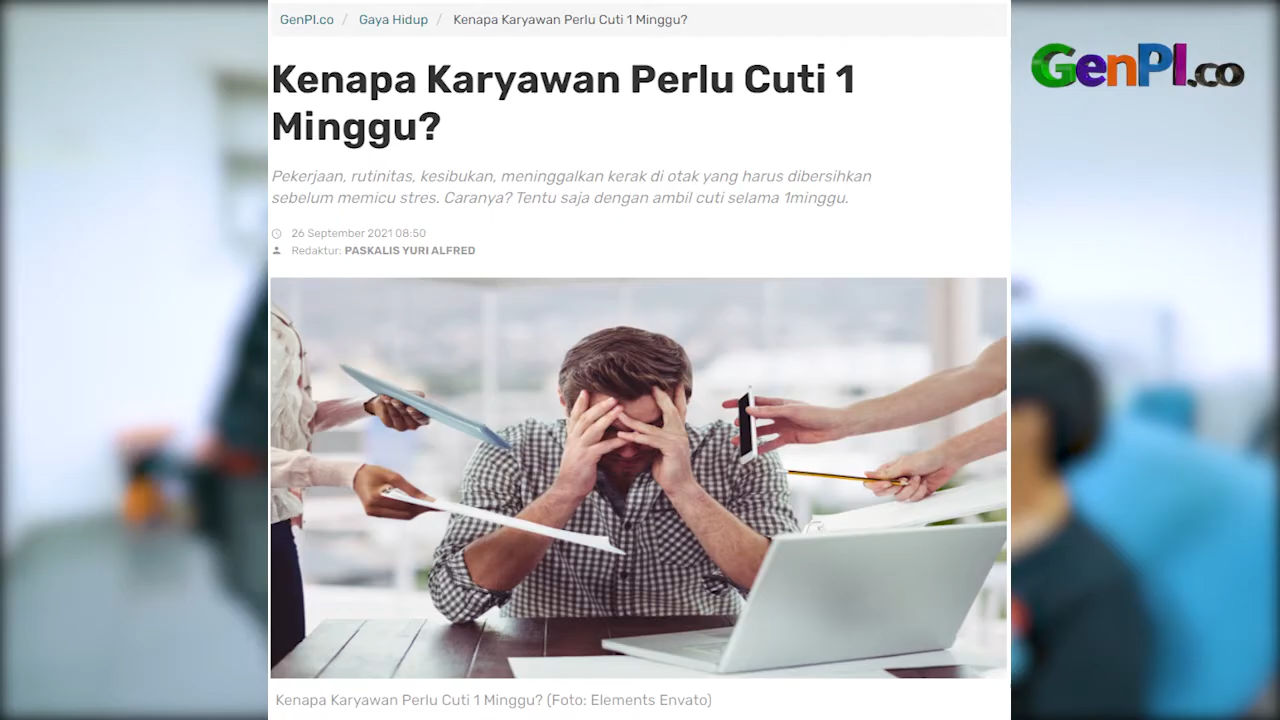 GenPI.co / Gaya Hidup / Kenapa Karyawan Perlu Cuti 1 Minggu?
GenPI.co
Kenapa Karyawan Perlu Cuti 1
Minggu?
Pekerjaan, rutinitas, kesibukan, meninggalkan kerak di otak yang harus dibersihkan
sebelum memicu stres. Caranya? Tentu saja dengan ambil cuti selama 1minggu.
26 September 2021 08:50
Redaktur: PASKALIS YURI ALFRED
Kenapa Karyawan Perlu Cuti 1 Minggu? (Foto: Elements Envato)